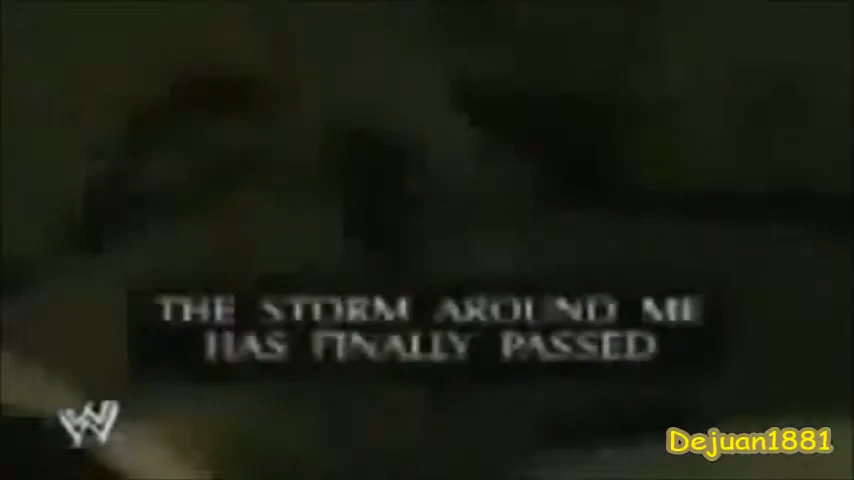 THE STORM AROUND ME
HAS FINALLY PASSED
W
Dejuan1881